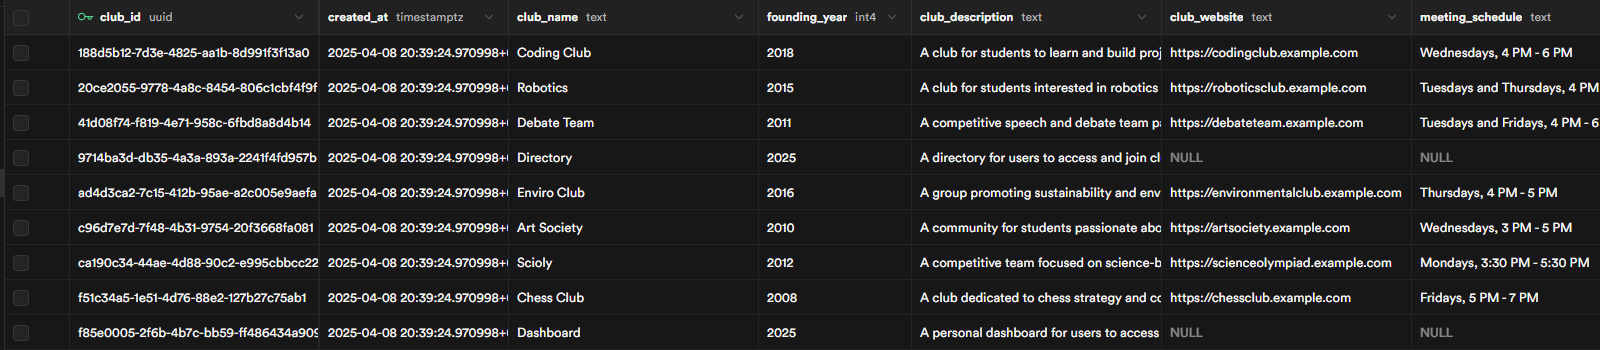 club_id uuid created_at timestamptz club_name text founding_year int4 club_description text club_website text meeting_schedule text
188d5b12-7d3e-4825-aa1b-8d991f3f13a0 2025-04-08 20:39:24.970998+ Coding Club 2018 A club for students to learn and build proj https://codingclub.example.com Wednesdays, 4 PM - 6 PM
20ce2055-9778-4a8c-8454-806c1cbf4f9f 2025-04-08 20:39:24.970998+ Robotics 2015 A club for students interested in robotics https://roboticsclub.example.com Tuesdays and Thursdays, 4 PM
41d08f74-f819-4e71-958c-6fbd8a8d4b14 2025-04-08 20:39:24.970998+ Debate Team 2011 A competitive speech and debate team pa https://debateteam.example.com Tuesdays and Fridays, 4 PM - 6
9714ba3d-db35-4a3a-893a-2241f4fd957b 2025-04-08 20:39:24.970998+ Directory 2025 A directory for users to access and join cl NULL NULL
ad4d3ca2-7c15-412b-95ae-a2c005e9aefa 2025-04-08 20:39:24.970998+ Enviro Club 2016 A group promoting sustainability and env https://environmentalclub.example.com Thursdays, 4 PM - 5 PM
c96d7e7d-7f48-4b31-9754-20f3668fa081 2025-04-08 20:39:24.970998+ Art Society 2010 A community for students passionate abo https://artsociety.example.com Wednesdays, 3 PM - 5 PM
ca190c34-44ae-4d88-90c2-e995cbbcc22 2025-04-08 20:39:24.970998+ Scioly 2012 A competitive team focused on science-b https://scienceolympiad.example.com Mondays, 3:30 PM - 5:30 PM
f51c34a5-1e51-4d76-88e2-127b27c75ab1 2025-04-08 20:39:24.970998+ Chess Club 2008 A club dedicated to chess strategy and co https://chessclub.example.com Fridays, 5 PM - 7 PM
f85e0005-2f6b-4b7c-bb59-ff486434a909 2025-04-08 20:39:24.970998+ Dashboard 2025 A personal dashboard for users to access NULL NULL